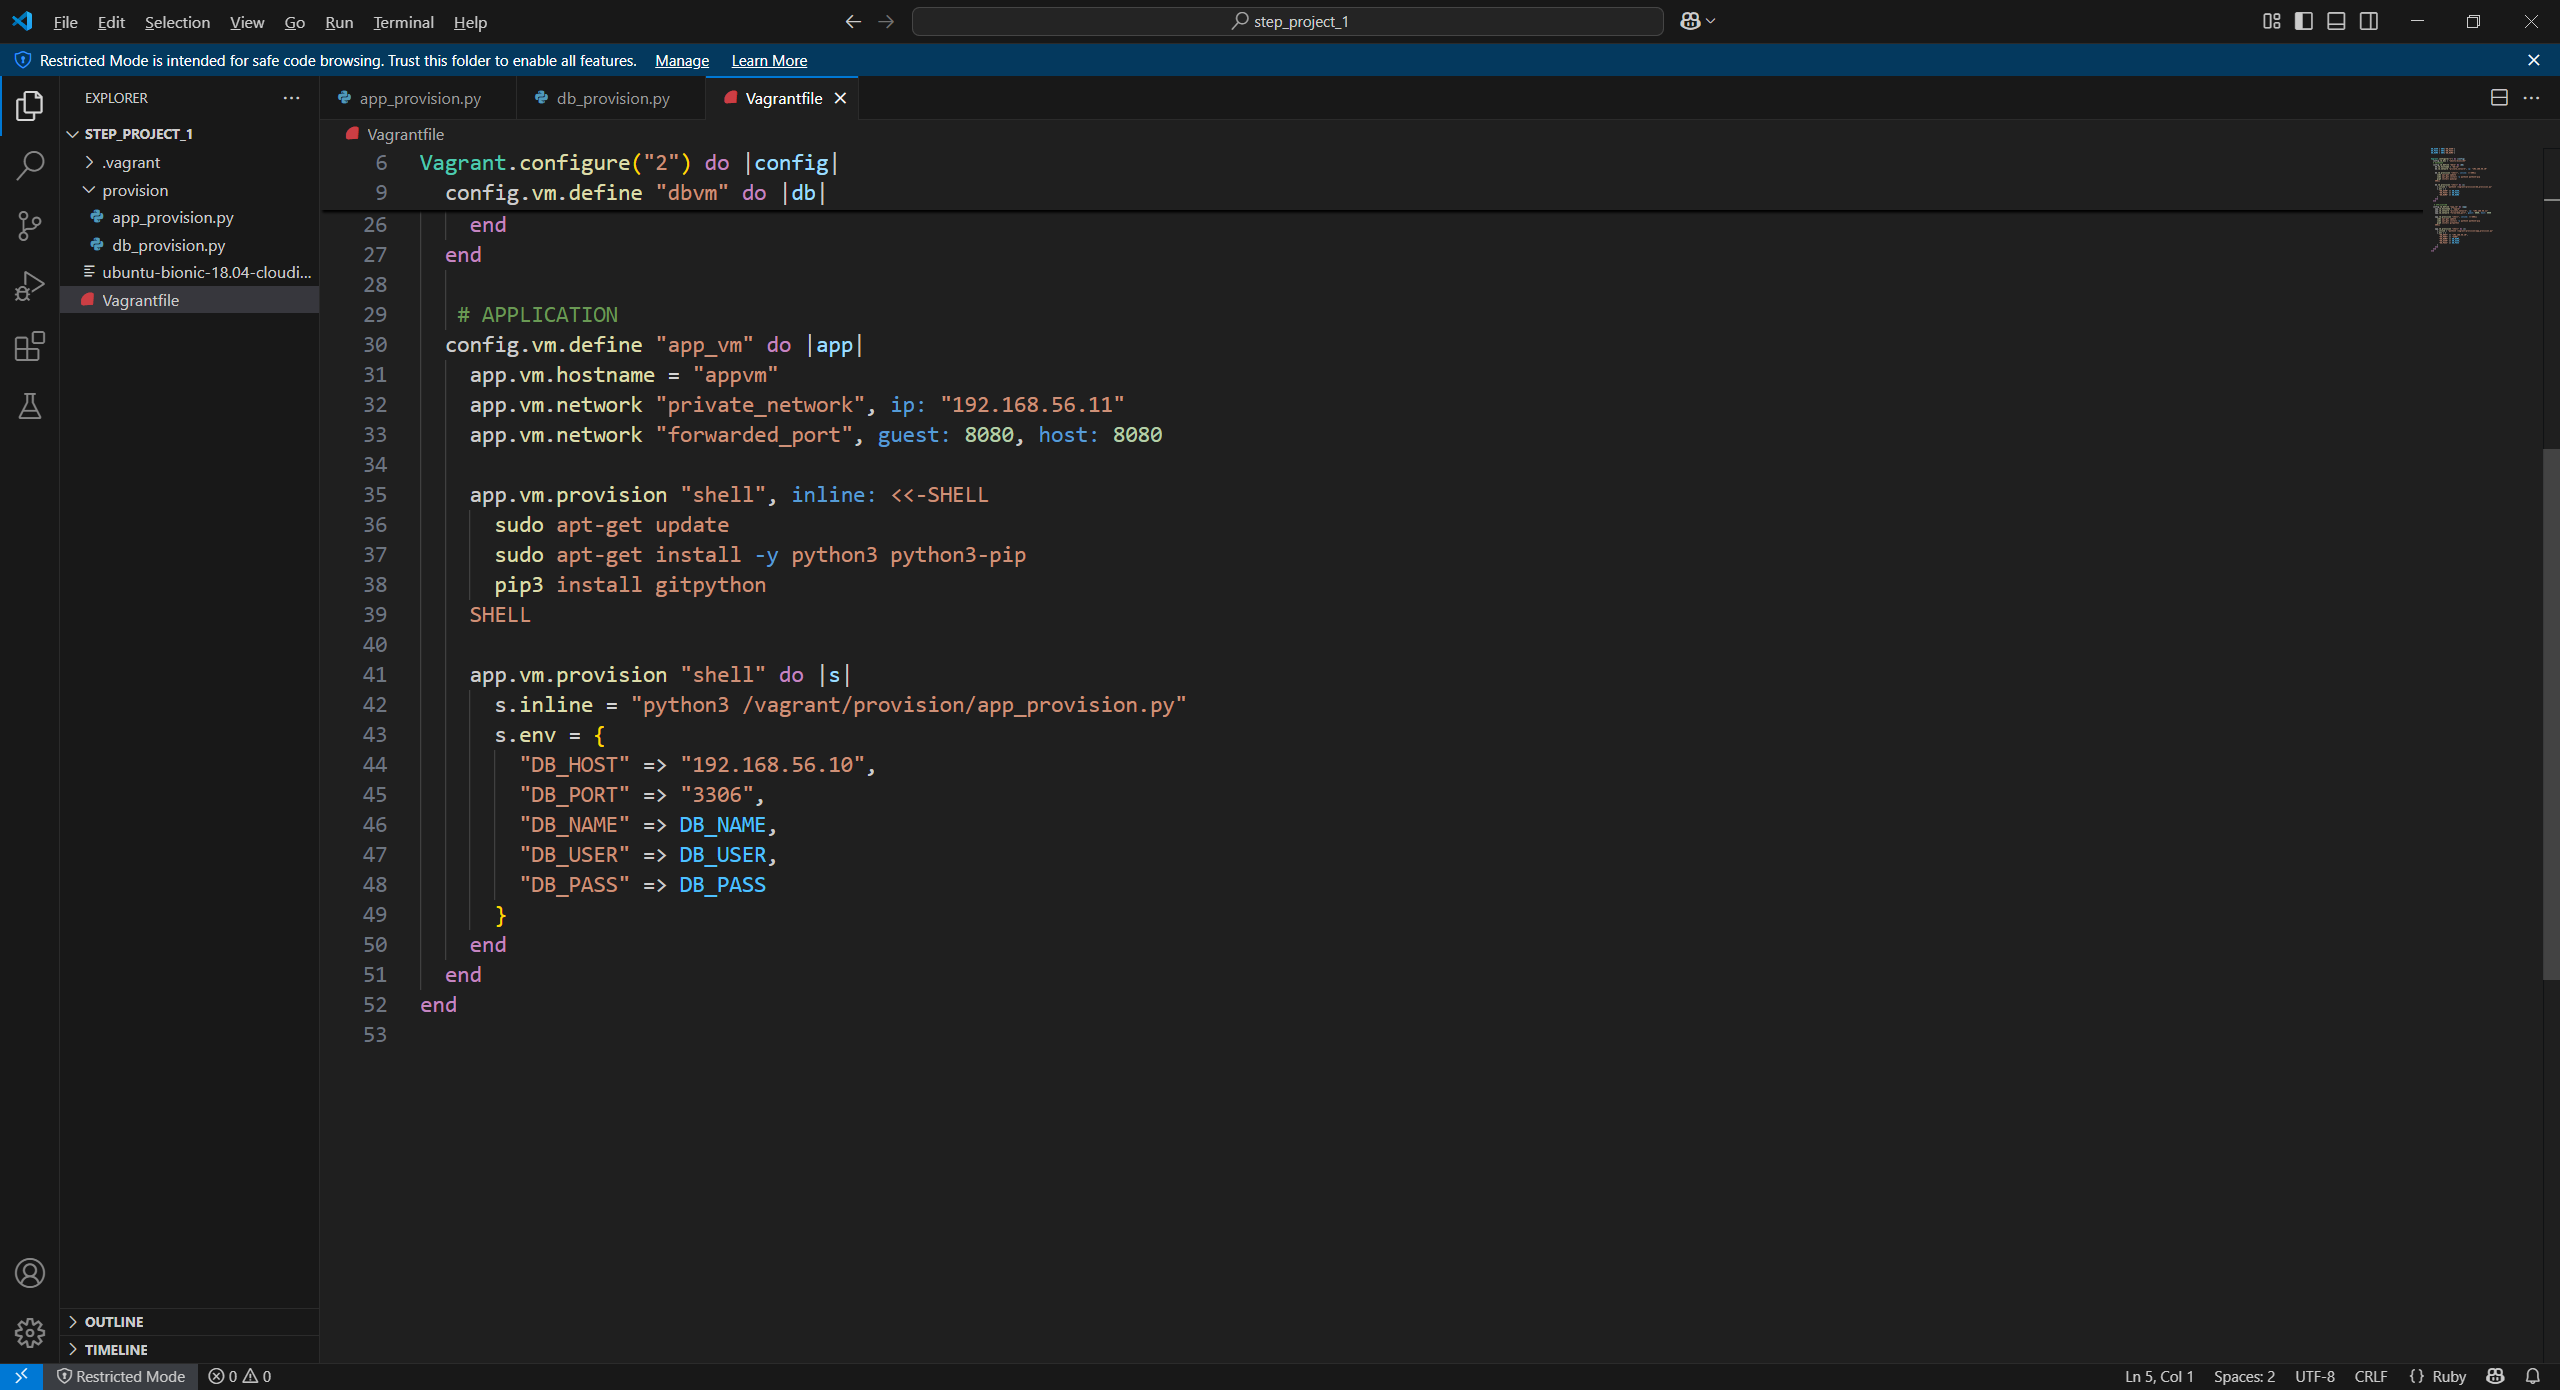 File Edit Selection View Go Run Terminal Help
step_project_1
Restricted Mode is intended for safe code browsing. Trust this folder to enable all features. Manage Learn More
EXPLORER
STEP_PROJECT_1
.vagrant
provision
app_provision.py
db_provision.py
ubuntu-bionic-18.04-cloudi...
Vagrantfile
OUTLINE
TIMELINE
app_provision.py db_provision.py Vagrantfile
Vagrantfile
6 Vagrant.configure("2") do |config|
9 config.vm.define "dbvm" do |db|
26 end
27 end
28
29 # APPLICATION
30 config.vm.define "app_vm" do |app|
31 app.vm.hostname = "appvm"
32 app.vm.network "private_network", ip: "192.168.56.11"
33 app.vm.network "forwarded_port", guest: 8080, host: 8080
34
35 app.vm.provision "shell", inline: <<-SHELL
36 sudo apt-get update
37 sudo apt-get install -y python3 python3-pip
38 pip3 install gitpython
39 SHELL
40
41 app.vm.provision "shell" do |s|
42 s.inline = "python3 /vagrant/provision/app_provision.py"
43 s.env = {
44 "DB_HOST" => "192.168.56.10",
45 "DB_PORT" => "3306",
46 "DB_NAME" => DB_NAME,
47 "DB_USER" => DB_USER,
48 "DB_PASS" => DB_PASS
49 }
50 end
51 end
52 end
53
Restricted Mode 0 0
Ln 5, Col 1 Spaces: 2 UTF-8 CRLF {} Ruby